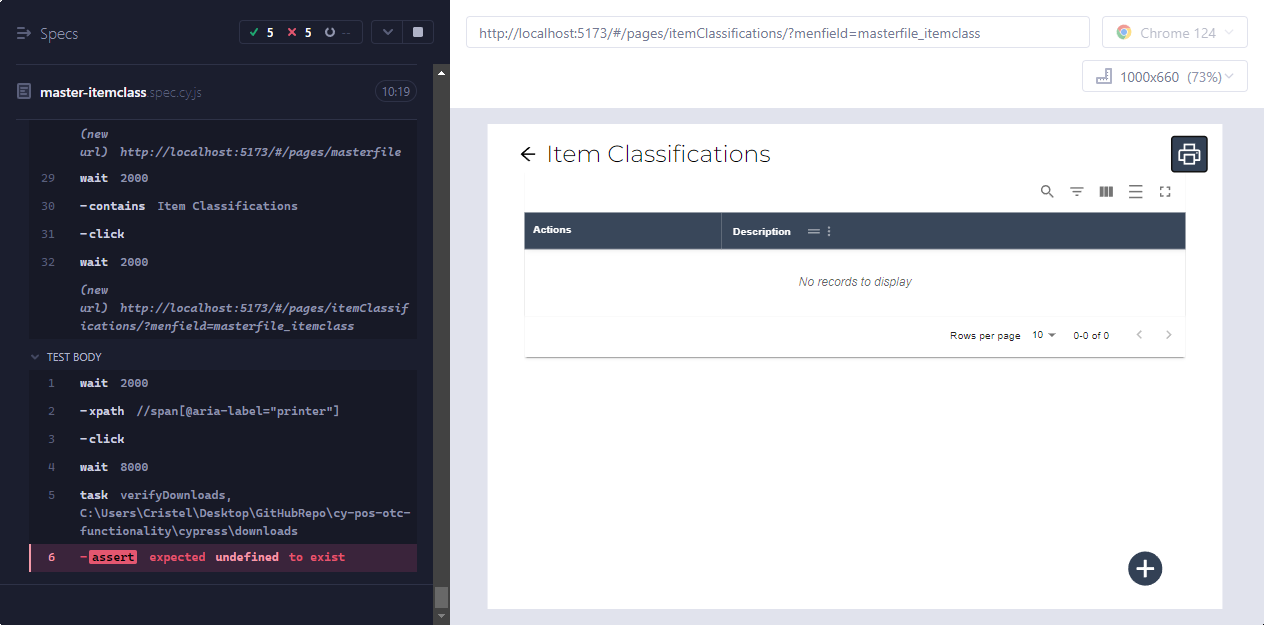 Specs
5
5
--
master-itemclass.spec.cy.js
10:19
(new
url) http://localhost:5173/#/pages/masterfile
29 wait 2000
30 -contains Item Classifications
31 -click
32 wait 2000
(new
url) http://localhost:5173/#/pages/itemClassif
ications/?menfield=masterfile_itemclass
TEST BODY
1 wait 2000
2 -xpath //span[@aria-label="printer"]
3 -click
4 wait 8000
5 task verifyDownloads,
C:\Users\Cristel\Desktop\GitHubRepo\cy-pos-otc-
functionality\cypress\downloads
6 -assert expected undefined to exist
http://localhost:5173/#/pages/itemClassifications/?menfield=masterfile_itemclass
Chrome 124
1000x660 (73%)
Item Classifications
Actions
Description
No records to display
Rows per page 10 0-0 of 0